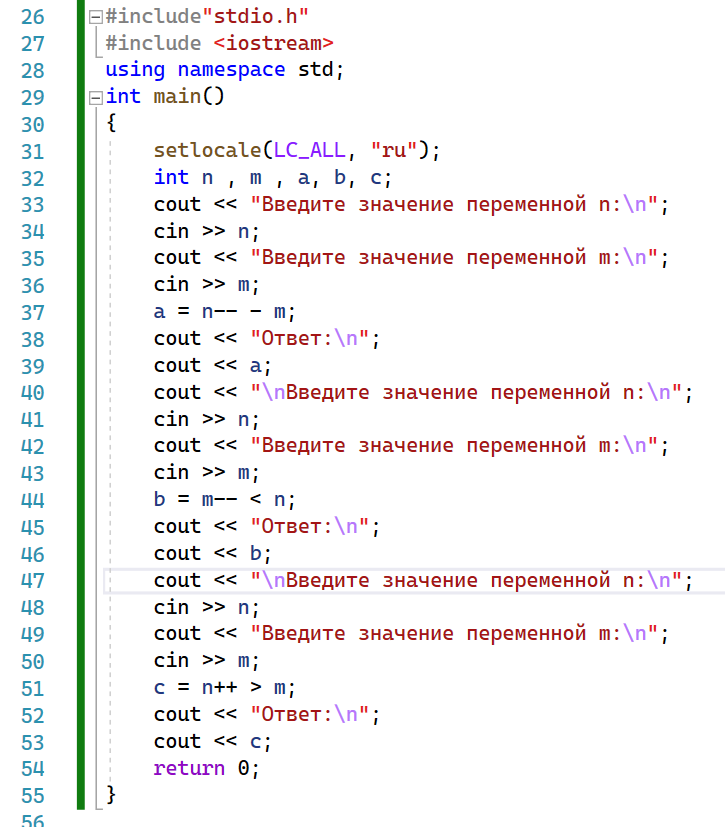 26 #include"stdio.h"
27 #include <iostream>
28 using namespace std;
29 int main()
30 {
31 setlocale(LC_ALL, "ru");
32 int n , m , a, b, c;
33 cout << "Введите значение переменной n:\n";
34 cin >> n;
35 cout << "Введите значение переменной m:\n";
36 cin >> m;
37 a = n-- - m;
38 cout << "Ответ:\n";
39 cout << a;
40 cout << "\nВведите значение переменной n:\n";
41 cin >> n;
42 cout << "Введите значение переменной m:\n";
43 cin >> m;
44 b = m-- < n;
45 cout << "Ответ:\n";
46 cout << b;
47 cout << "\nВведите значение переменной n:\n";
48 cin >> n;
49 cout << "Введите значение переменной m:\n";
50 cin >> m;
51 c = n++ > m;
52 cout << "Ответ:\n";
53 cout << c;
54 return 0;
55 }
56